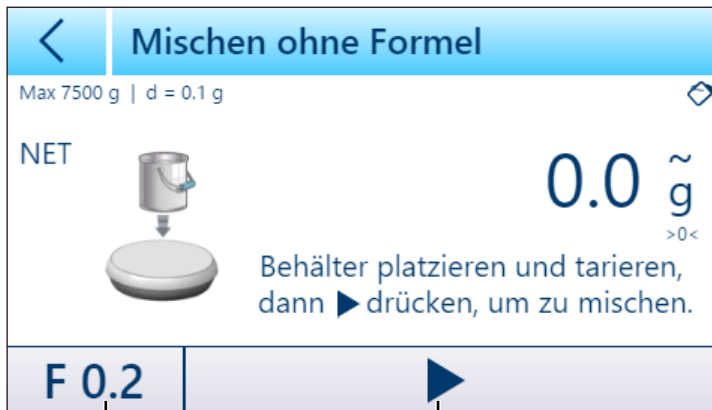 Mischen ohne Formel
Max 7500 g | d = 0.1 g
NET
0.0 ~ g
>0<
Behälter platzieren und tarieren,
dann ▶ drücken, um zu mischen.
F 0.2